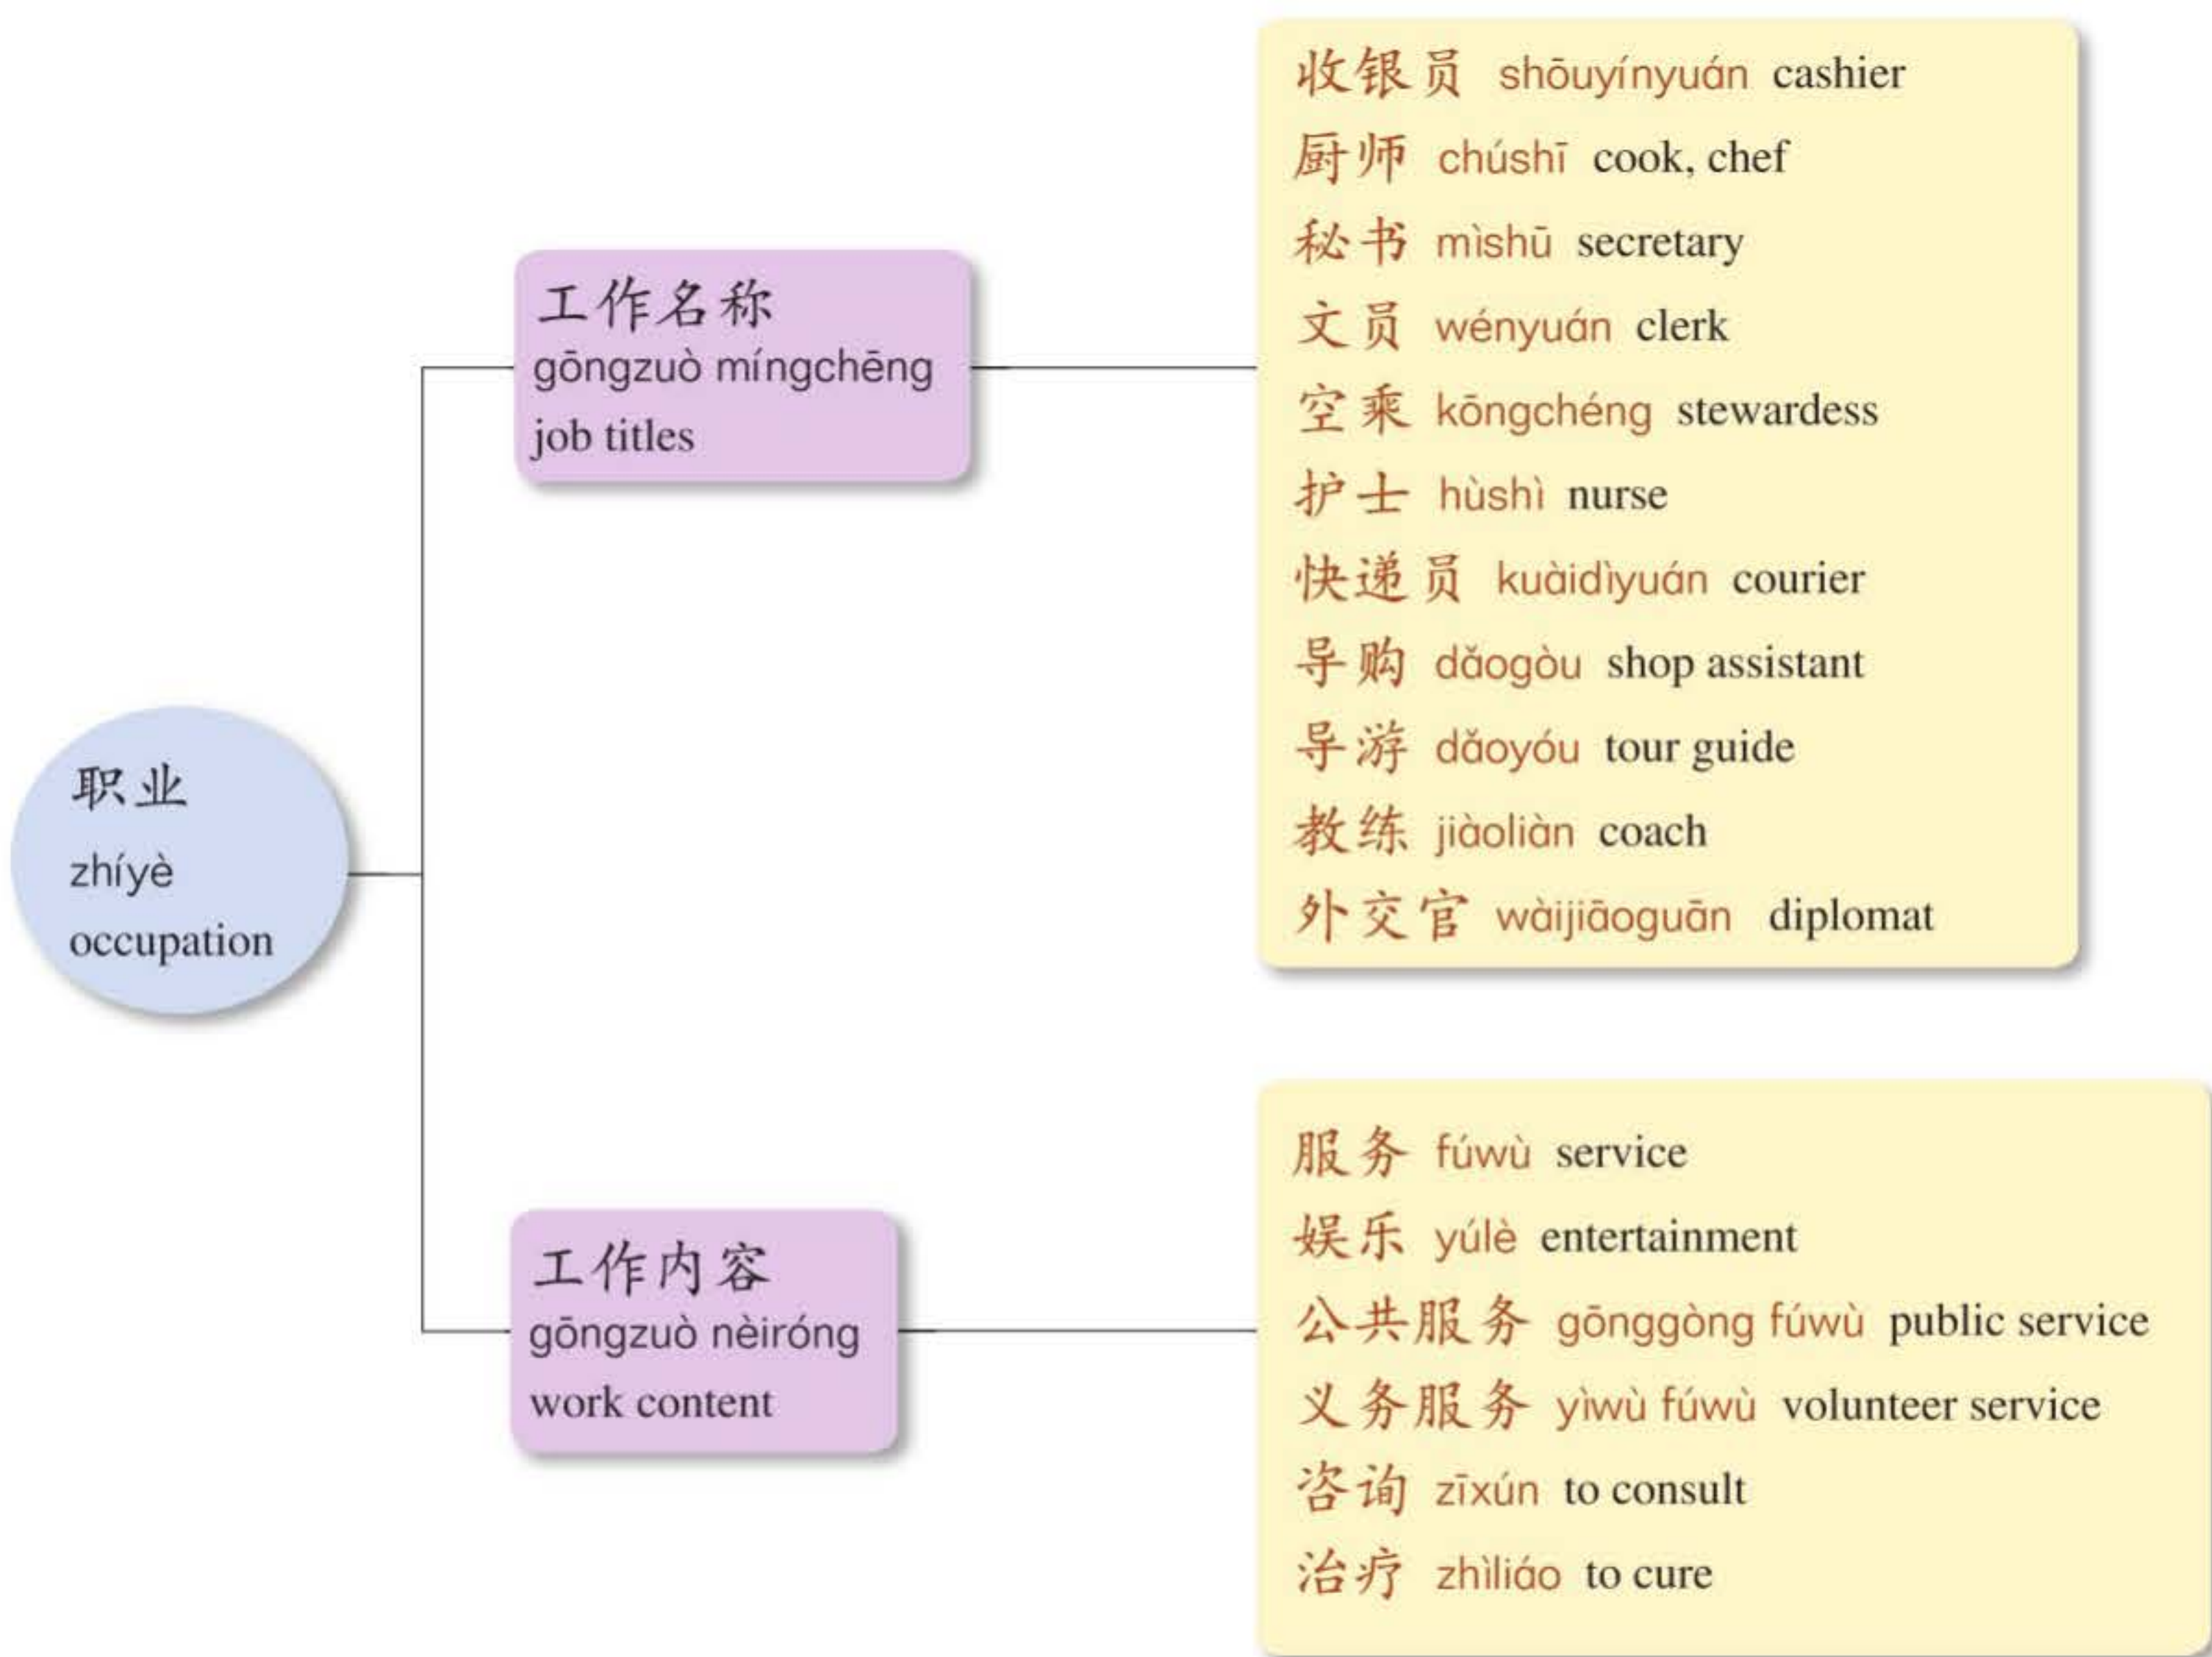 职业
zhíyè
occupation
工作名称
gōngzuò míngchēng
job titles
收银员 shōuyínyuán cashier
厨师 chúshī cook, chef
秘书 mìshū secretary
文员 wényuán clerk
空乘 kōngchéng stewardess
护士 hùshì nurse
快递员 kuàidìyuán courier
导购 dǎogòu shop assistant
导游 dǎoyóu tour guide
教练 jiàoliàn coach
外交官 wàijiāoguān diplomat
工作内容
gōngzuò nèiróng
work content
服务 fúwù service
娱乐 yúlè entertainment
公共服务 gōnggòng fúwù public service
义务服务 yìwù fúwù volunteer service
咨询 zīxún to consult
治疗 zhìliáo to cure